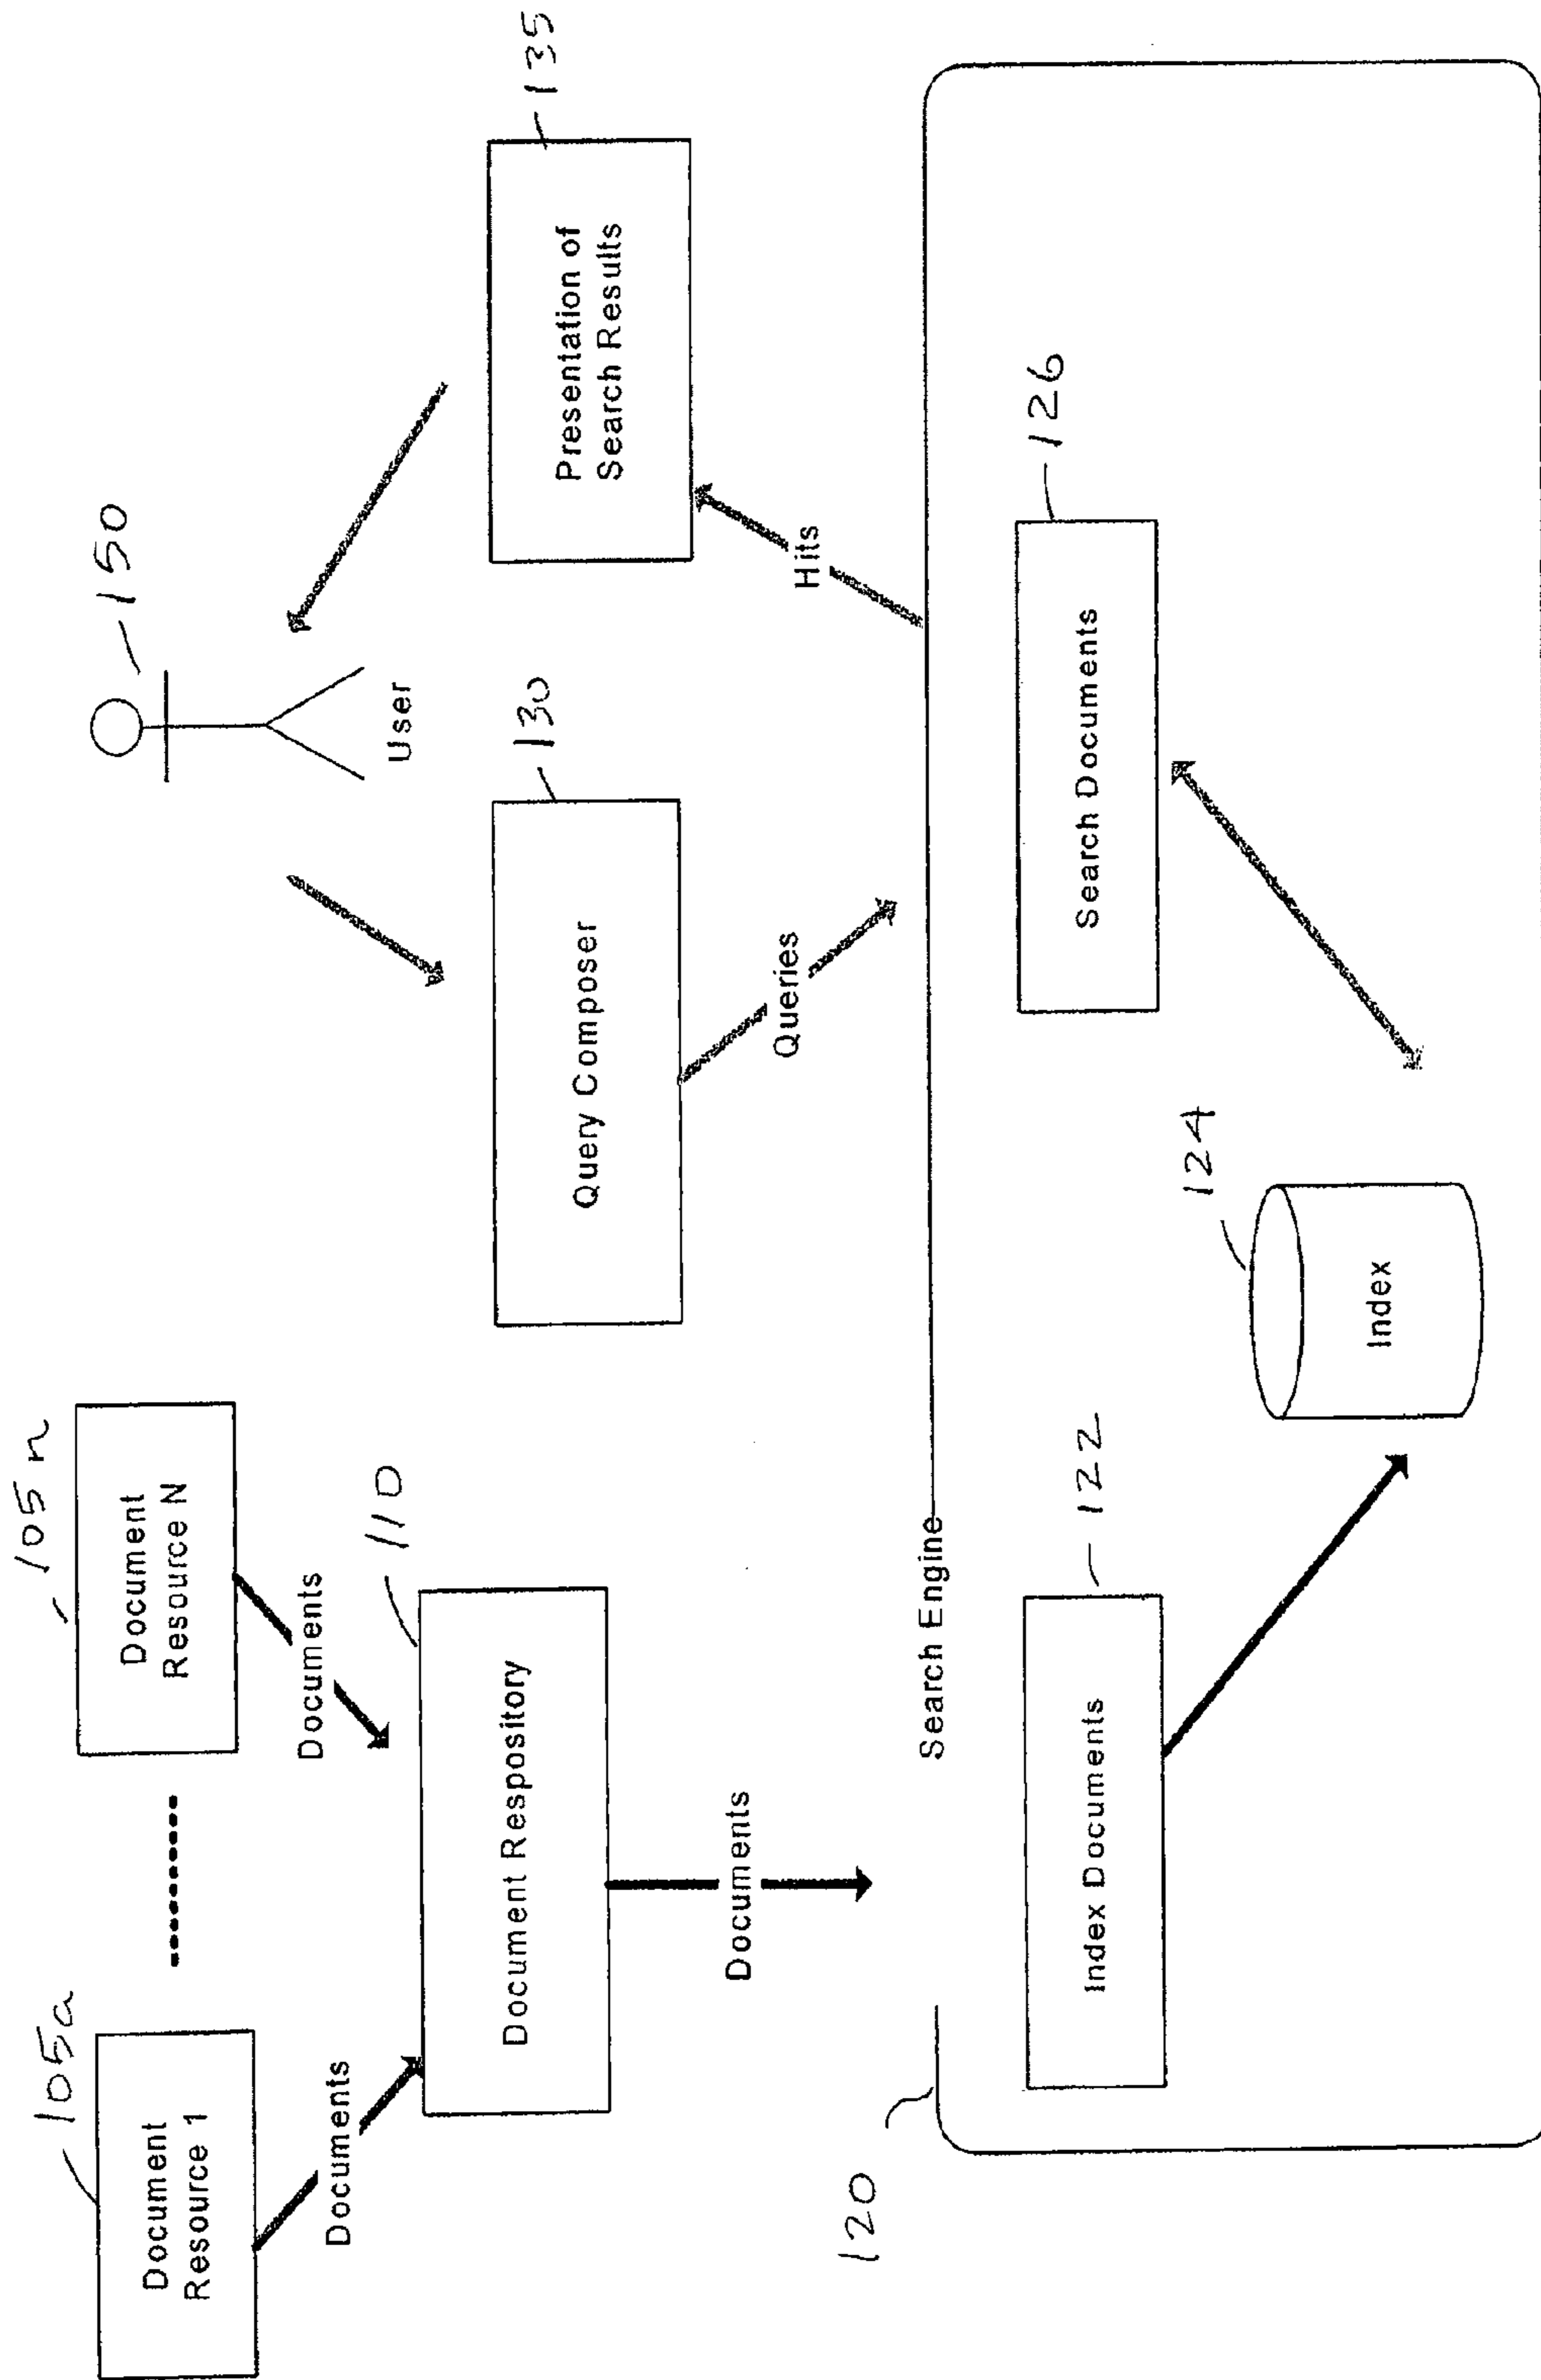 105a
Document
Resource 1
105n
Document
Resource N
150
User
Documents
Documents
110
Document Respository
130
Query Composer
135
Presentation of
Search Results
Documents
Queries
Hits
120
Search Engine
122
Index Documents
124
Index
126
Search Documents